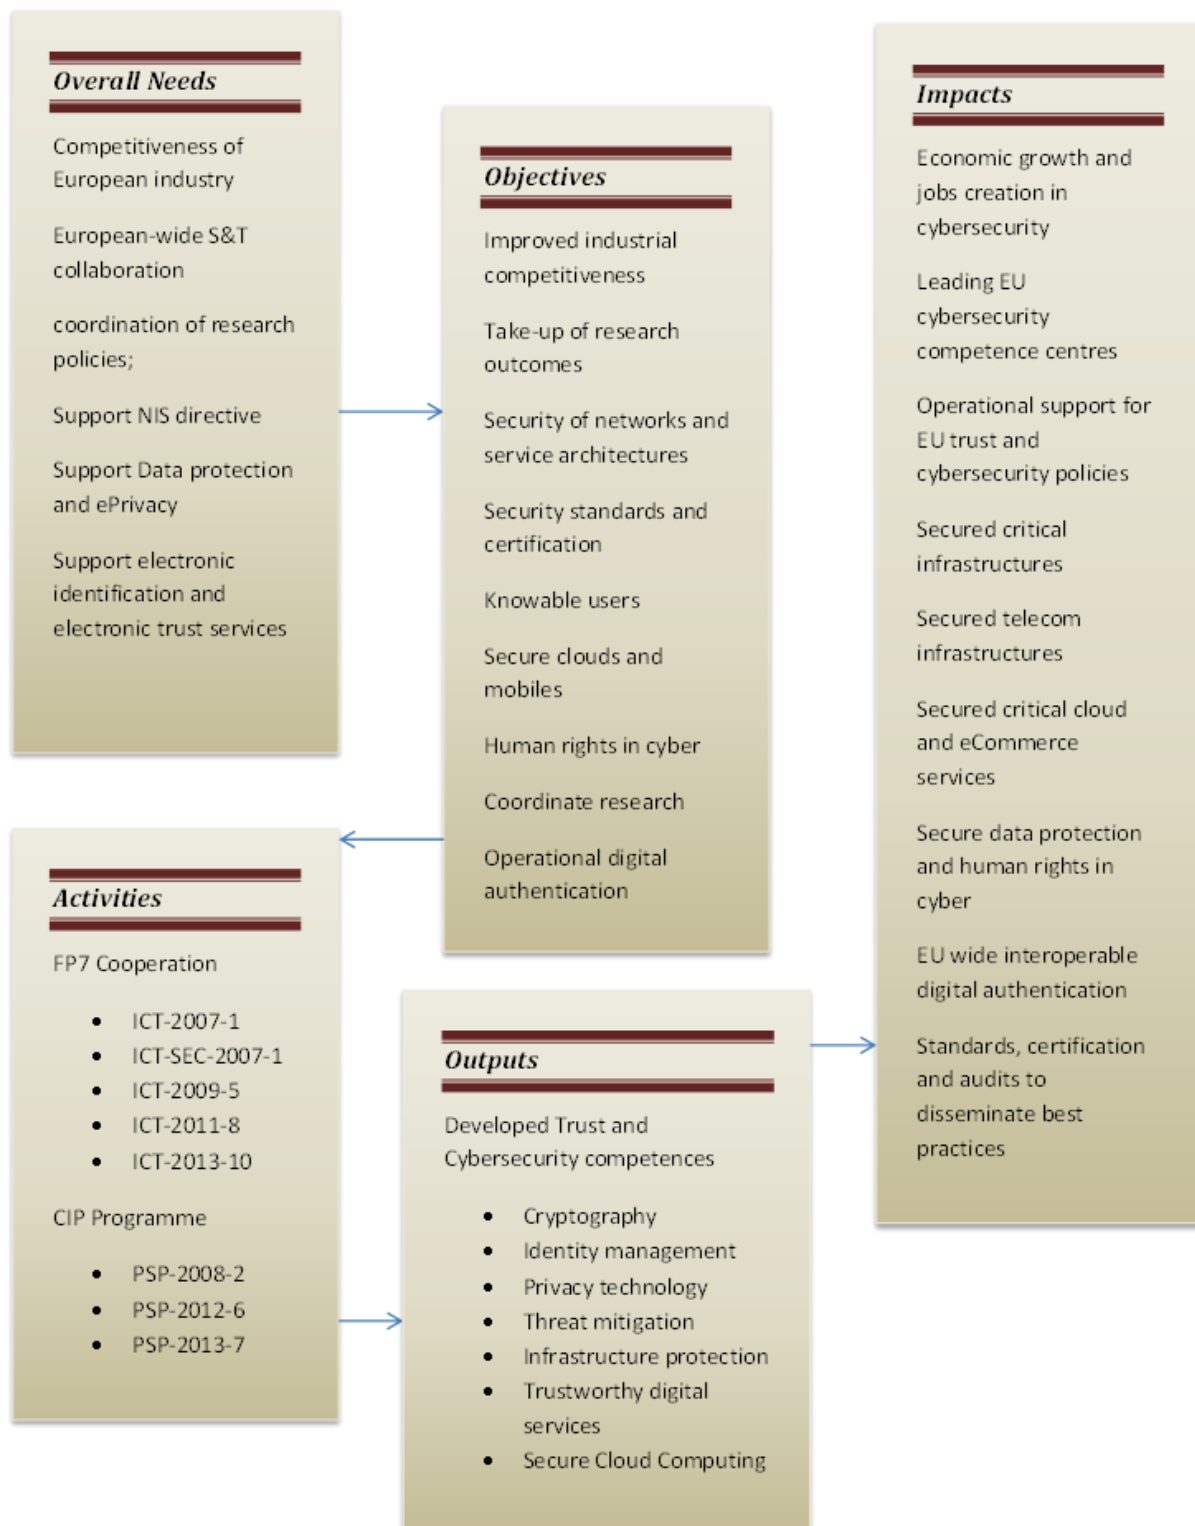 Overall Needs
Competitiveness of
European industry
European-wide S&T
collaboration
coordination of research
policies;
Support NIS directive
Support Data protection
and ePrivacy
Support electronic
identification and
electronic trust services
Objectives
Improved industrial
competitiveness
Take-up of research
outcomes
Security of networks and
service architectures
Security standards and
certification
Knowable users
Secure clouds and
mobiles
Human rights in cyber
Coordinate research
Operational digital
authentication
Activities
FP7 Cooperation
• ICT-2007-1
• ICT-SEC-2007-1
• ICT-2009-5
• ICT-2011-8
• ICT-2013-10
CIP Programme
• PSP-2008-2
• PSP-2012-6
• PSP-2013-7
Outputs
Developed Trust and
Cybersecurity competences
• Cryptography
• Identity management
• Privacy technology
• Threat mitigation
• Infrastructure protection
• Trustworthy digital
services
• Secure Cloud Computing
Impacts
Economic growth and
jobs creation in
cybersecurity
Leading EU
cybersecurity
competence centres
Operational support for
EU trust and
cybersecurity policies
Secured critical
infrastructures
Secured telecom
infrastructures
Secured critical cloud
and eCommerce
services
Secure data protection
and human rights in
cyber
EU wide interoperable
digital authentication
Standards, certification
and audits to
disseminate best
practices